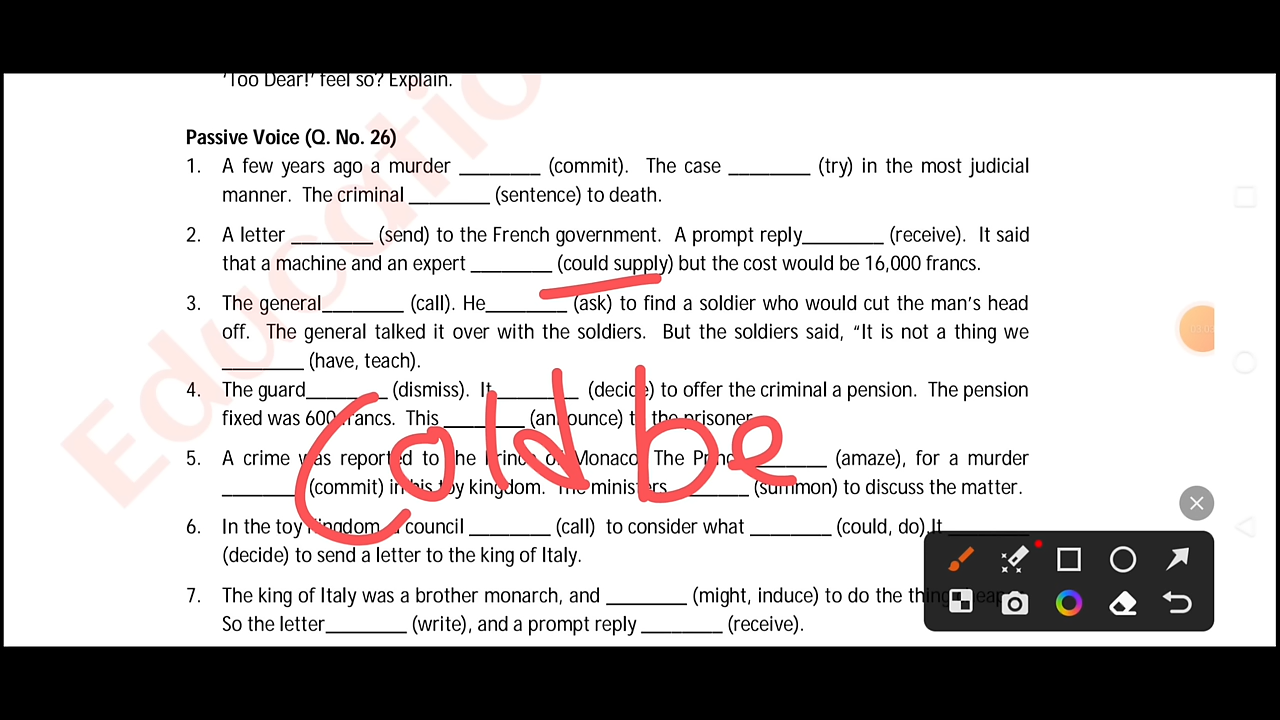 'Too Dear!' feel so? Explain.
Passive Voice (Q. No. 26)
1. A few years ago a murder ________ (commit). The case ________ (try) in the most judicial
manner. The criminal ________ (sentence) to death.
2. A letter ________ (send) to the French government. A prompt reply________ (receive). It said
that a machine and an expert ________ (could supply) but the cost would be 16,000 francs.
3. The general________ (call). He________ (ask) to find a soldier who would cut the man's head
off. The general talked it over with the soldiers. But the soldiers said, "It is not a thing we
________ (have, teach).
4. The guard________ (dismiss). It________ (decide) to offer the criminal a pension. The pension
fixed was 600 francs. This ________ (announce) to the prisoner
Cold be
5. A crime was reported to the Prince of Monaco. The Prince________ (amaze), for a murder
________ (commit) in his toy kingdom. The ministers________ (summon) to discuss the matter.
6. In the toy kingdom a council ________ (call) to consider what ________ (could, do).It________
(decide) to send a letter to the king of Italy.
7. The king of Italy was a brother monarch, and ________ (might, induce) to do the thing
So the letter________ (write), and a prompt reply ________ (receive).
Educatio